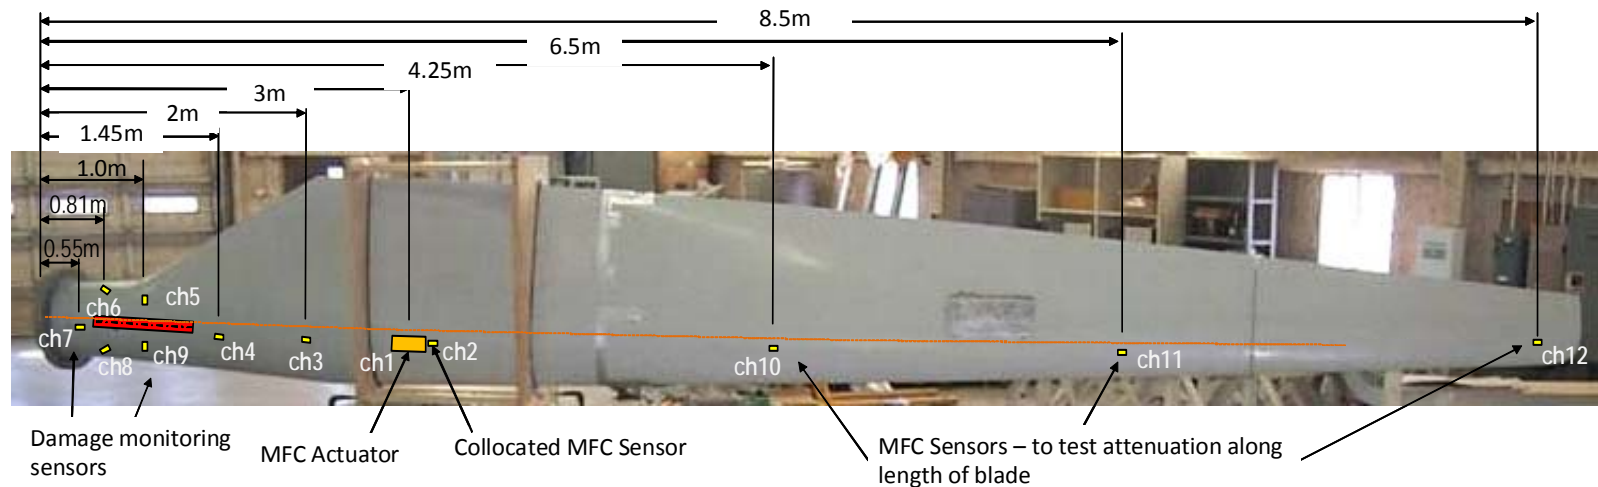 8.5m
6.5m
4.25m
3m
2m
1.45m
1.0m
0.81m
0.55m
ch6
ch5
ch7
ch4
ch3
ch1
ch2
ch8
ch9
ch10
ch11
ch12
Damage monitoring
sensors
MFC Actuator
Collocated MFC Sensor
MFC Sensors – to test attenuation along
length of blade